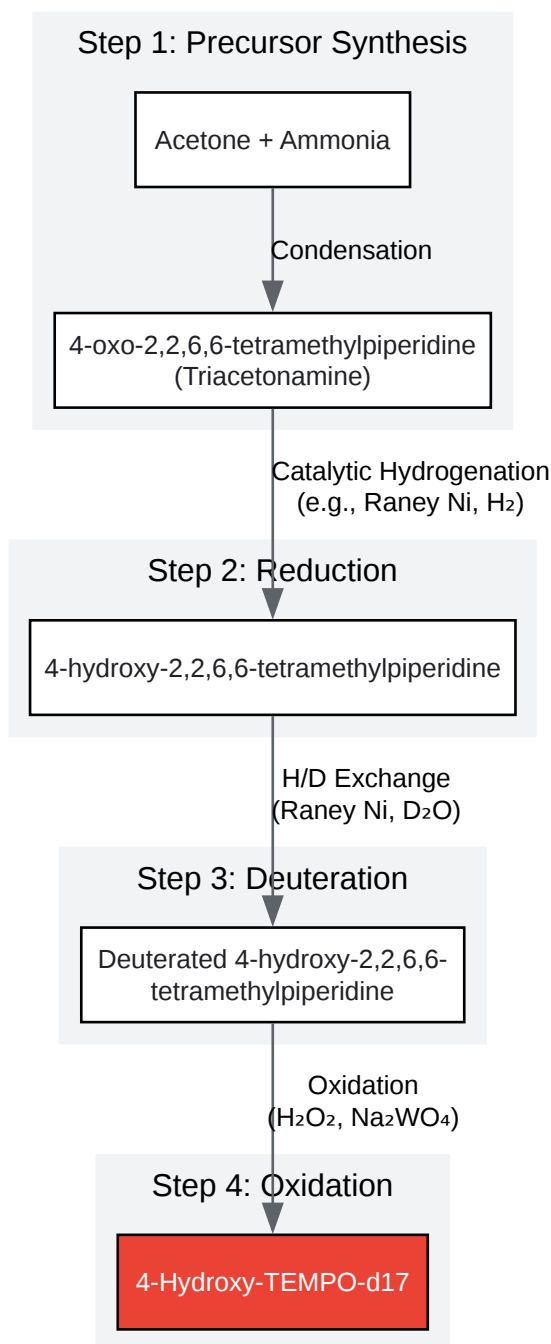 Step 1: Precursor Synthesis
Acetone + Ammonia
Condensation
4-oxo-2,2,6,6-tetramethylpiperidine
(Triacetonamine)
Catalytic Hydrogenation
(e.g., Raney Ni, H₂)
Step 2: Reduction
4-hydroxy-2,2,6,6-tetramethylpiperidine
H/D Exchange
(Raney Ni, D₂O)
Step 3: Deuteration
Deuterated 4-hydroxy-2,2,6,6-
tetramethylpiperidine
Oxidation
(H₂O₂, Na₂WO₄)
Step 4: Oxidation
4-Hydroxy-TEMPO-d17